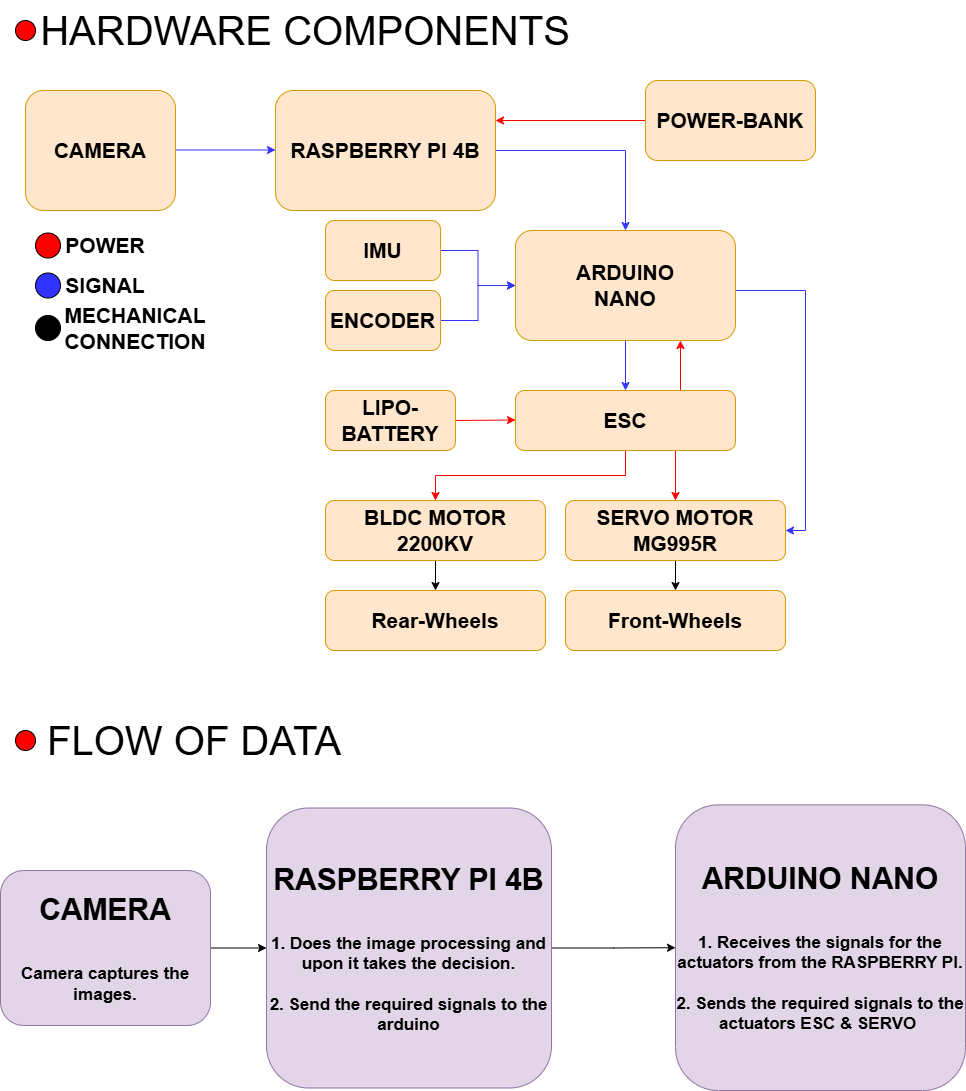 HARDWARE COMPONENTS
CAMERA
RASPBERRY PI 4B
POWER-BANK
POWER
SIGNAL
MECHANICAL
CONNECTION
IMU
ENCODER
ARDUINO
NANO
LIPO-
BATTERY
ESC
BLDC MOTOR
2200KV
SERVO MOTOR
MG995R
Rear-Wheels
Front-Wheels
FLOW OF DATA
CAMERA
Camera captures the
images.
RASPBERRY PI 4B
1. Does the image processing and
upon it takes the decision.
2. Send the required signals to the
arduino
ARDUINO NANO
1. Receives the signals for the
actuators from the RASPBERRY PI.
2. Sends the required signals to the
actuators ESC & SERVO